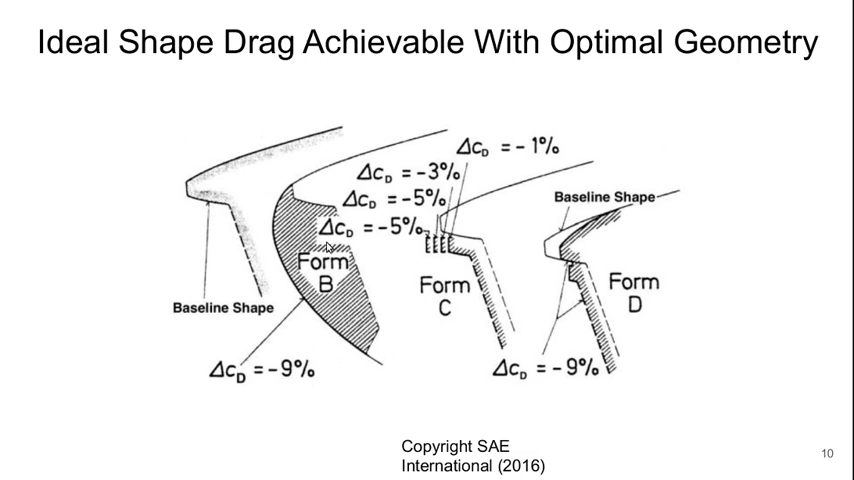 Ideal Shape Drag Achievable With Optimal Geometry
ΔC_D = -1%
ΔC_D = -3%
ΔC_D = -5%
ΔC_D = -5%
Baseline Shape
Form
B
Form
C
Form
D
Baseline Shape
ΔC_D = -9%
ΔC_D = -9%
Copyright SAE
International (2016)
10